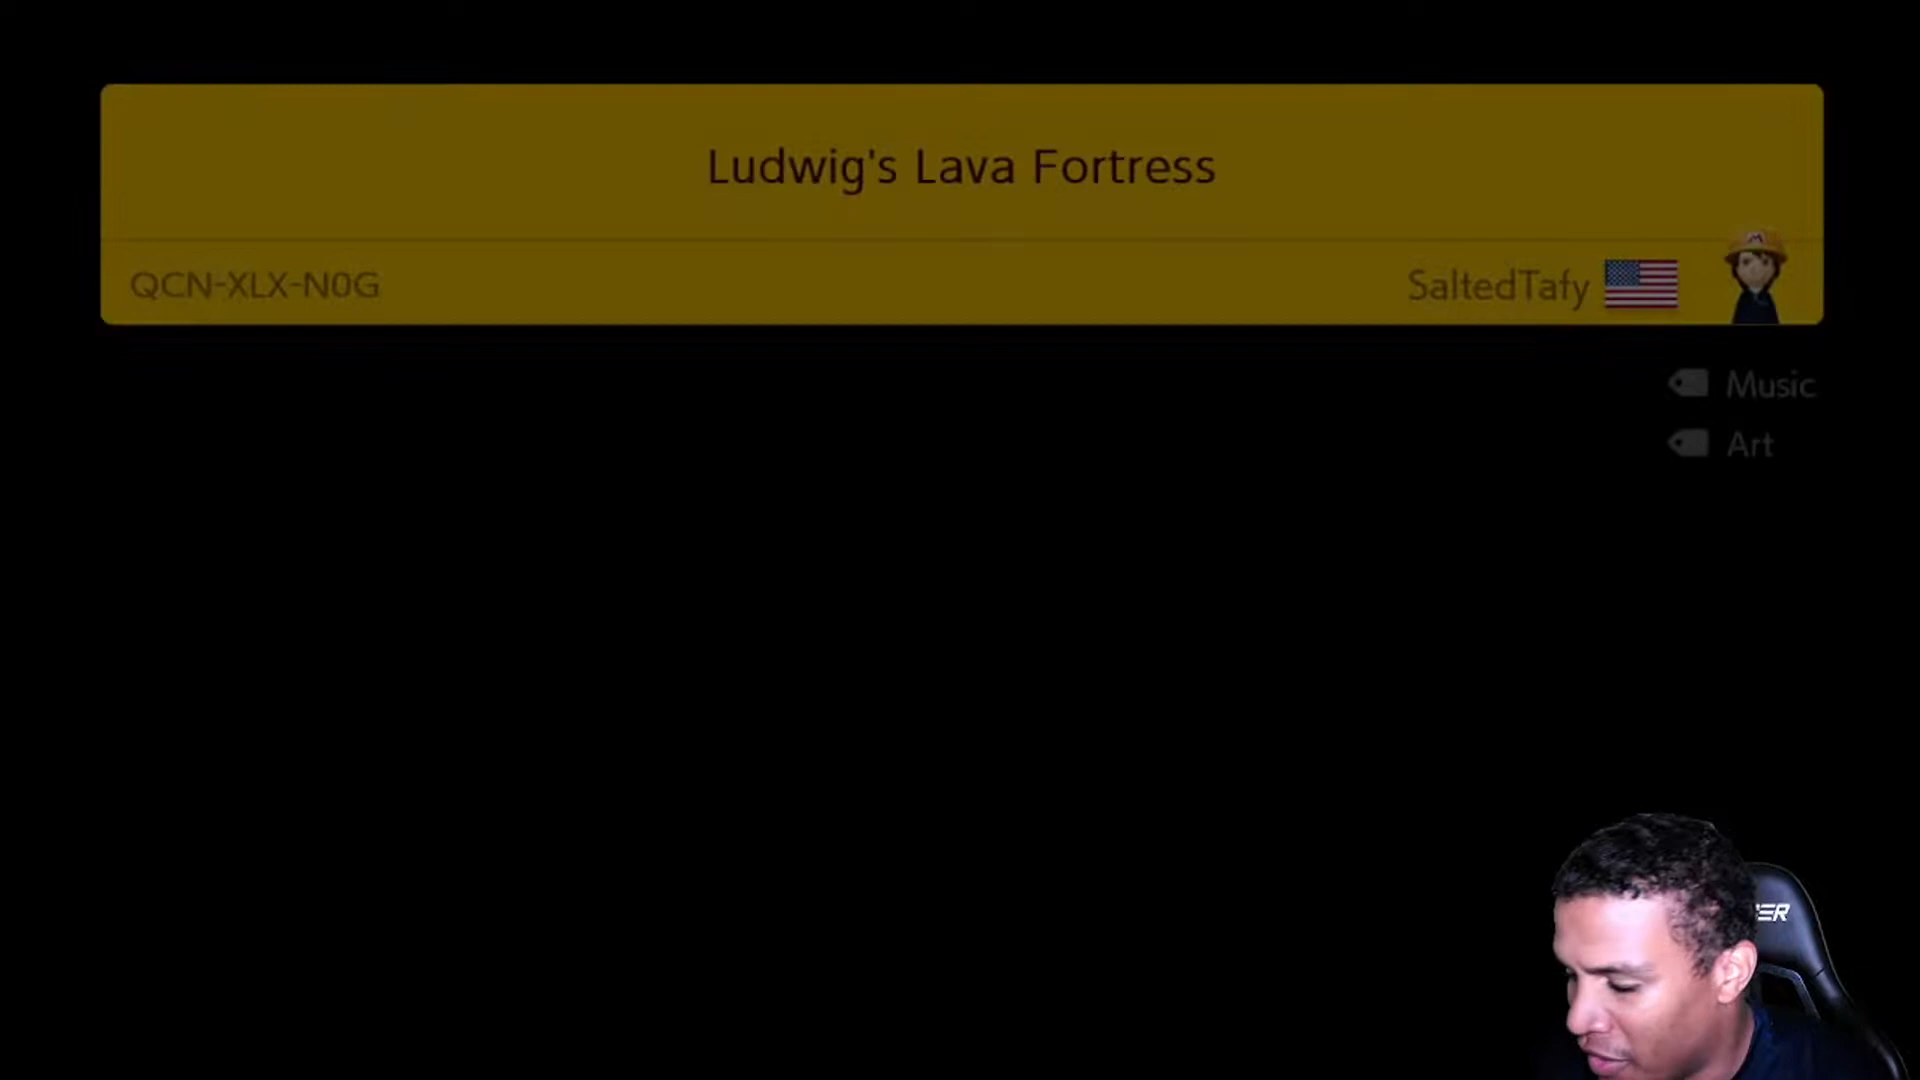 Ludwig's Lava Fortress
QCN-XLX-N0G
SaltedTafy
Music
Art